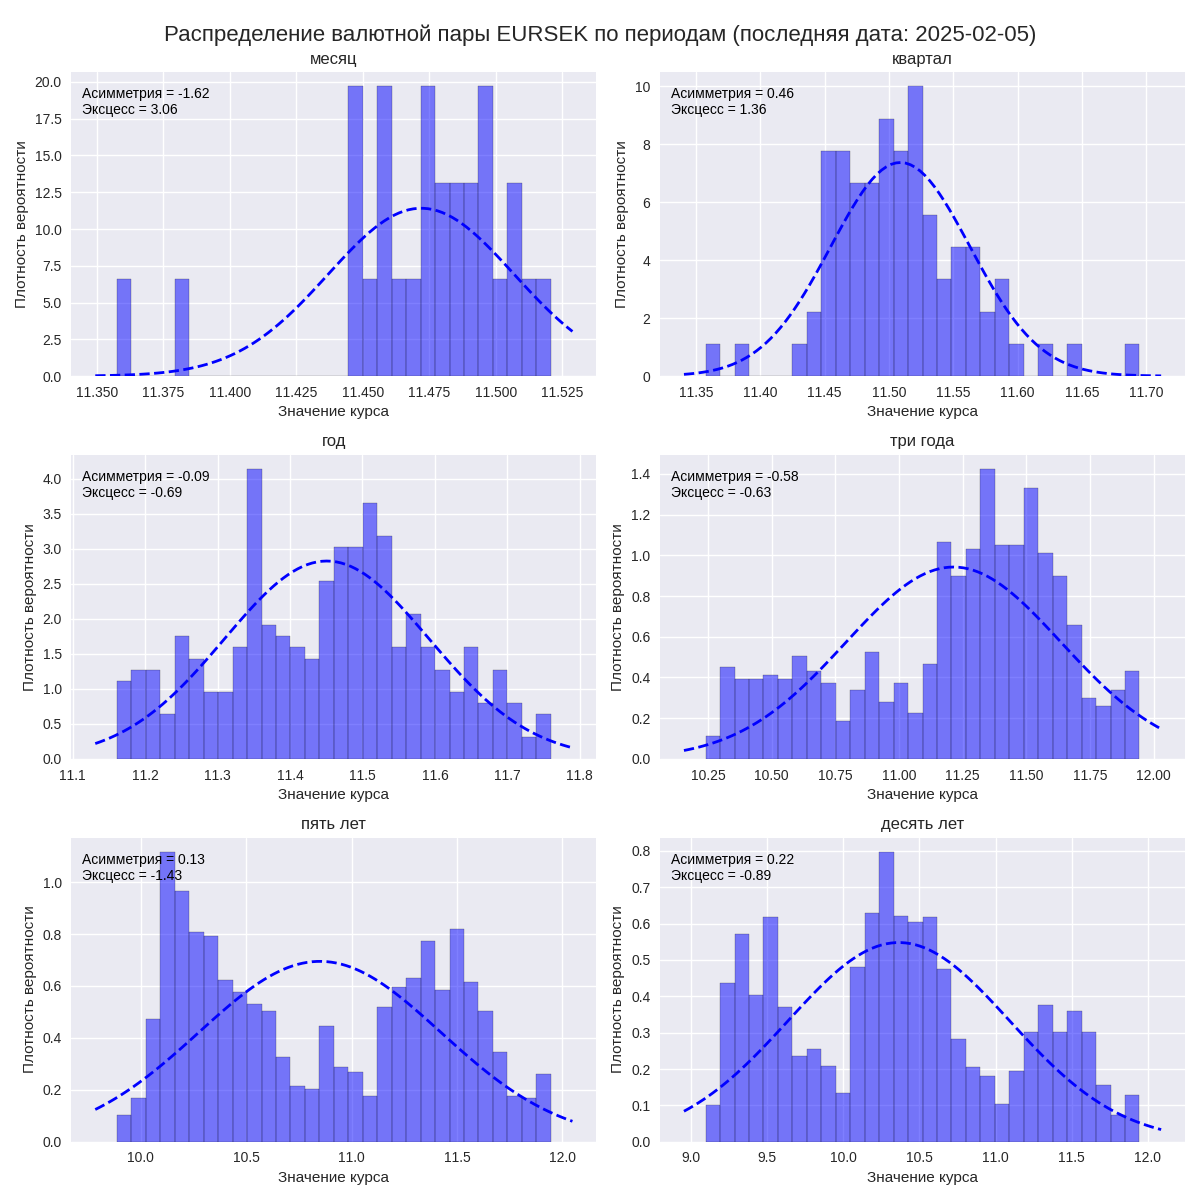 Распределение валютной пары EURSEK по периодам (последняя дата: 2025-02-05)
месяц
Асимметрия = -1.62
Эксцесс = 3.06
Плотность вероятности
20.0
17.5
15.0
12.5
10.0
7.5
5.0
2.5
0.0
11.350 11.375 11.400 11.425 11.450 11.475 11.500 11.525
Значение курса
квартал
Асимметрия = 0.46
Эксцесс = 1.36
Плотность вероятности
10
8
6
4
2
0
11.35 11.40 11.45 11.50 11.55 11.60 11.65 11.70
Значение курса
год
Асимметрия = -0.09
Эксцесс = -0.69
Плотность вероятности
4.0
3.5
3.0
2.5
2.0
1.5
1.0
0.5
0.0
11.1 11.2 11.3 11.4 11.5 11.6 11.7 11.8
Значение курса
три года
Асимметрия = -0.58
Эксцесс = -0.63
Плотность вероятности
1.4
1.2
1.0
0.8
0.6
0.4
0.2
0.0
10.25 10.50 10.75 11.00 11.25 11.50 11.75 12.00
Значение курса
пять лет
Асимметрия = 0.13
Эксцесс = -1.43
Плотность вероятности
1.0
0.8
0.6
0.4
0.2
0.0
10.0 10.5 11.0 11.5 12.0
Значение курса
десять лет
Асимметрия = 0.22
Эксцесс = -0.89
Плотность вероятности
0.8
0.7
0.6
0.5
0.4
0.3
0.2
0.1
0.0
9.0 9.5 10.0 10.5 11.0 11.5 12.0
Значение курса